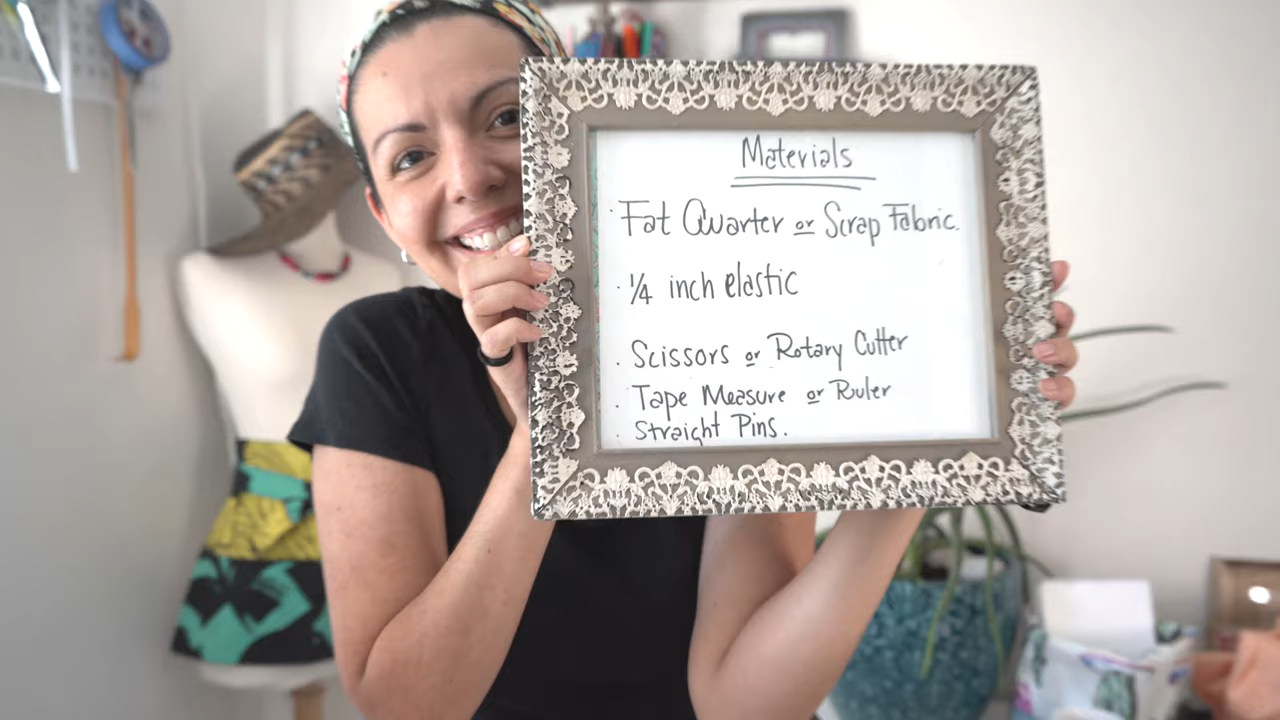 Materials
· Fat Quarter or Scrap Fabric.
· 1/4 inch elastic
· Scissors or Rotary Cutter
· Tape Measure or Ruler
· Straight Pins.